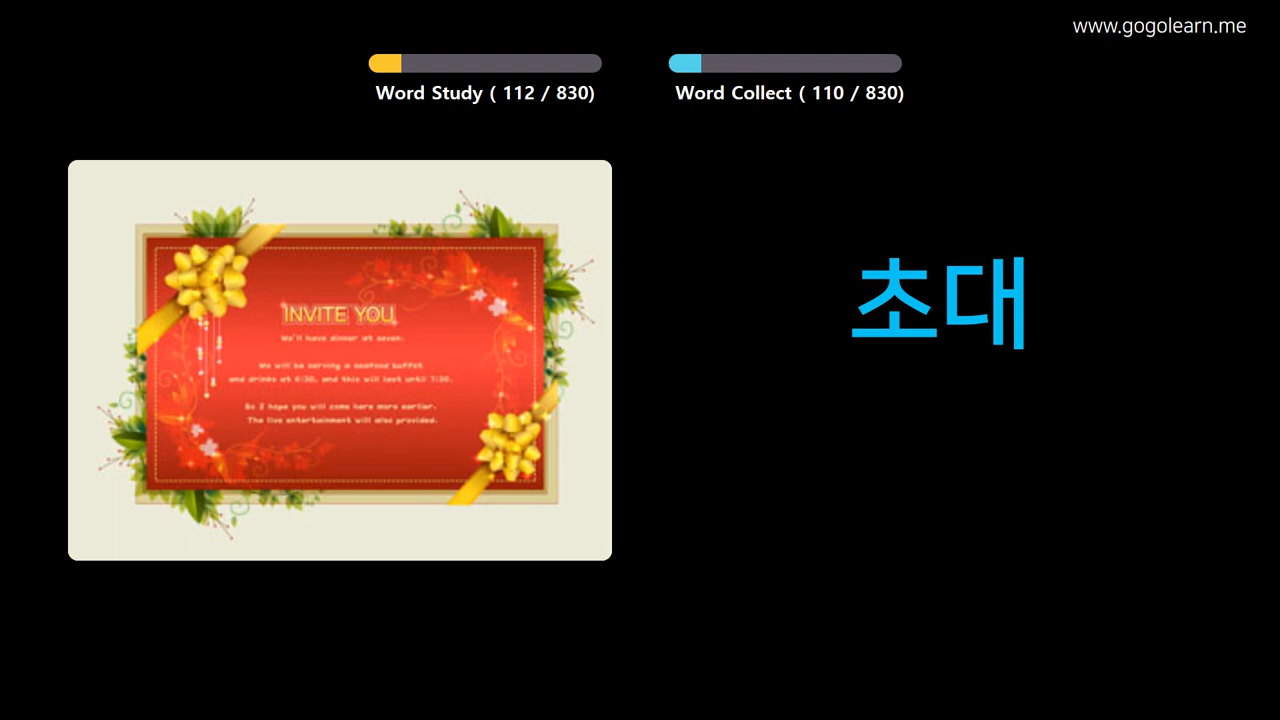 www.gogolearn.me
Word Study ( 112 / 830)
Word Collect ( 110 / 830)
INVITE YOU
We'll have dinner at seven.
We will be serving a seafood buffet
and drinks at 6:30, and this will last until 7:30.
So I hope you will come here more earlier.
The live entertainment will also provided.
초대